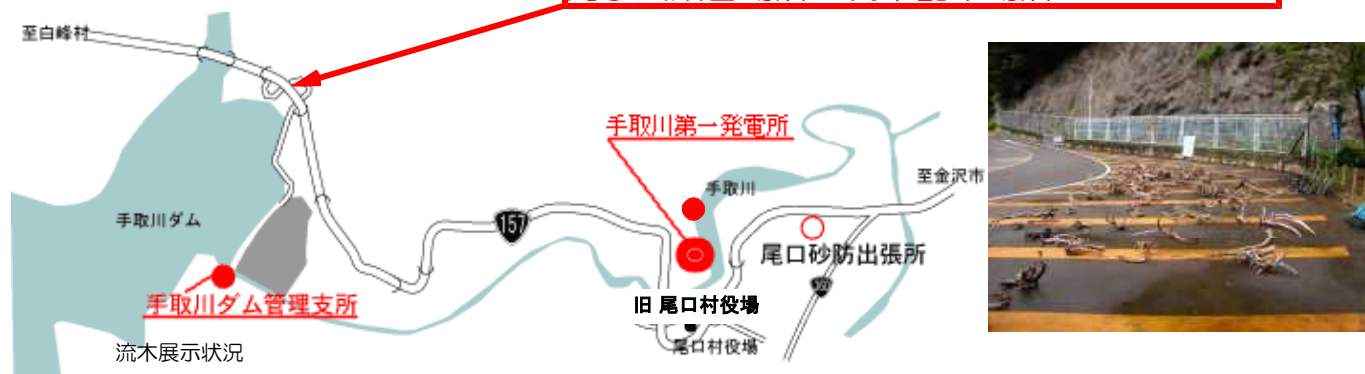 至白峰村
手取川第一発電所
手取川
至金沢市
157
手取川ダム
尾口砂防出張所
手取川ダム管理支所
360
旧 尾口村役場
尾口村役場
流木展示状況